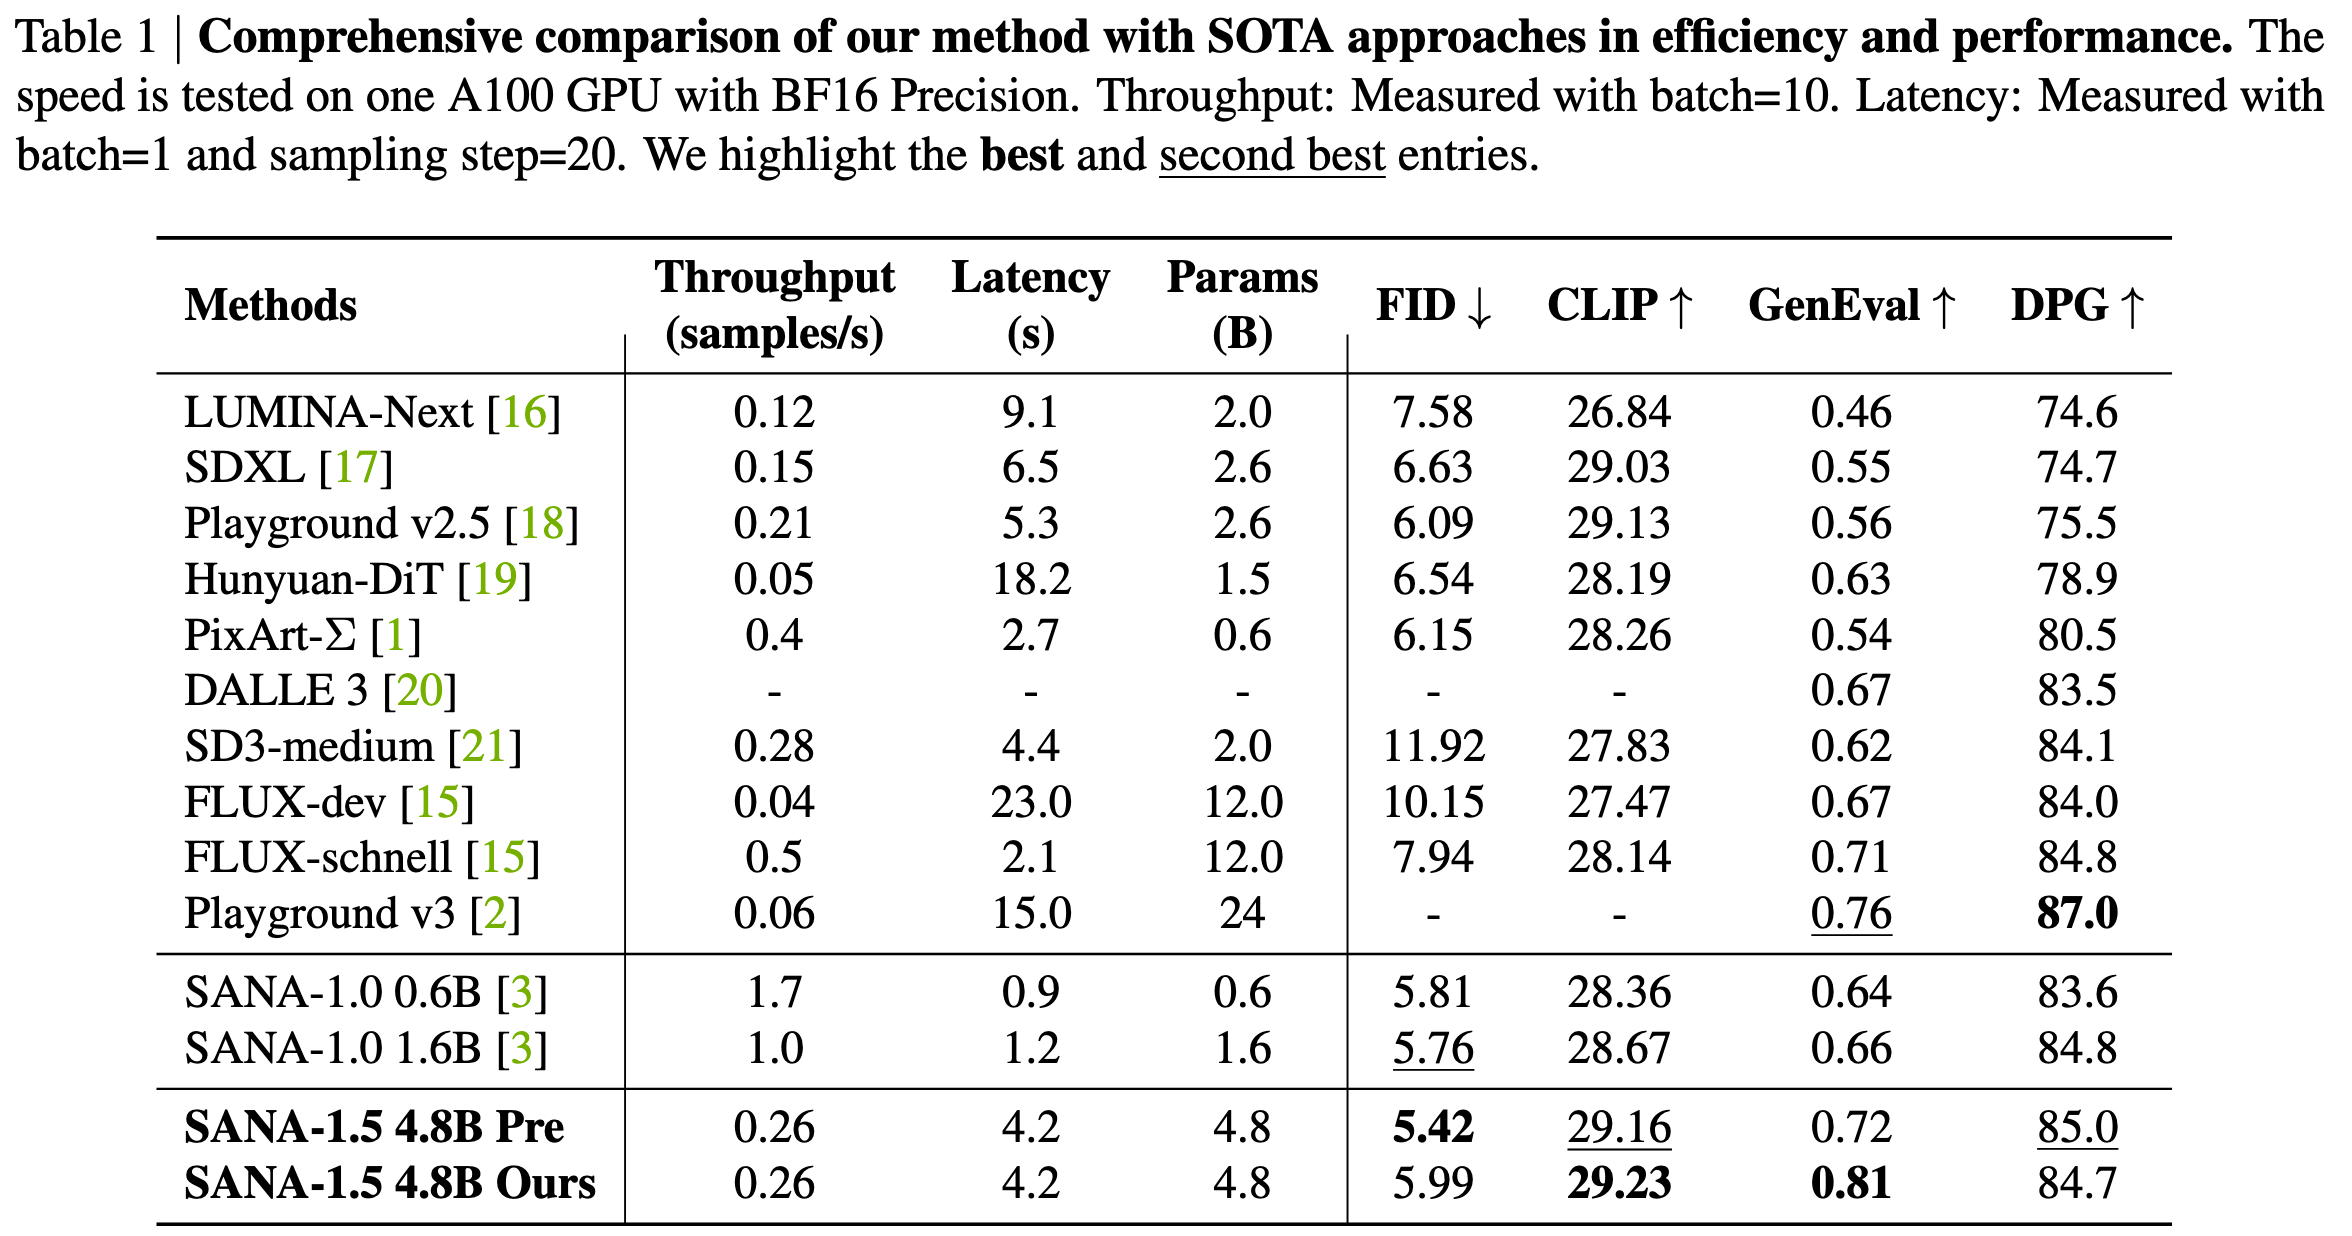 Table 1 | Comprehensive comparison of our method with SOTA approaches in efficiency and performance. The
speed is tested on one A100 GPU with BF16 Precision. Throughput: Measured with batch=10. Latency: Measured with
batch=1 and sampling step=20. We highlight the best and second best entries.
Methods Throughput (samples/s) Latency (s) Params (B) FID ↓ CLIP ↑ GenEval ↑ DPG ↑
LUMINA-Next [16] 0.12 9.1 2.0 7.58 26.84 0.46 74.6
SDXL [17] 0.15 6.5 2.6 6.63 29.03 0.55 74.7
Playground v2.5 [18] 0.21 5.3 2.6 6.09 29.13 0.56 75.5
Hunyuan-DiT [19] 0.05 18.2 1.5 6.54 28.19 0.63 78.9
PixArt-Σ [1] 0.4 2.7 0.6 6.15 28.26 0.54 80.5
DALLE 3 [20] - - - - - 0.67 83.5
SD3-medium [21] 0.28 4.4 2.0 11.92 27.83 0.62 84.1
FLUX-dev [15] 0.04 23.0 12.0 10.15 27.47 0.67 84.0
FLUX-schnell [15] 0.5 2.1 12.0 7.94 28.14 0.71 84.8
Playground v3 [2] 0.06 15.0 24 - - 0.76 87.0
SANA-1.0 0.6B [3] 1.7 0.9 0.6 5.81 28.36 0.64 83.6
SANA-1.0 1.6B [3] 1.0 1.2 1.6 5.76 28.67 0.66 84.8
SANA-1.5 4.8B Pre 0.26 4.2 4.8 5.42 29.16 0.72 85.0
SANA-1.5 4.8B Ours 0.26 4.2 4.8 5.99 29.23 0.81 84.7